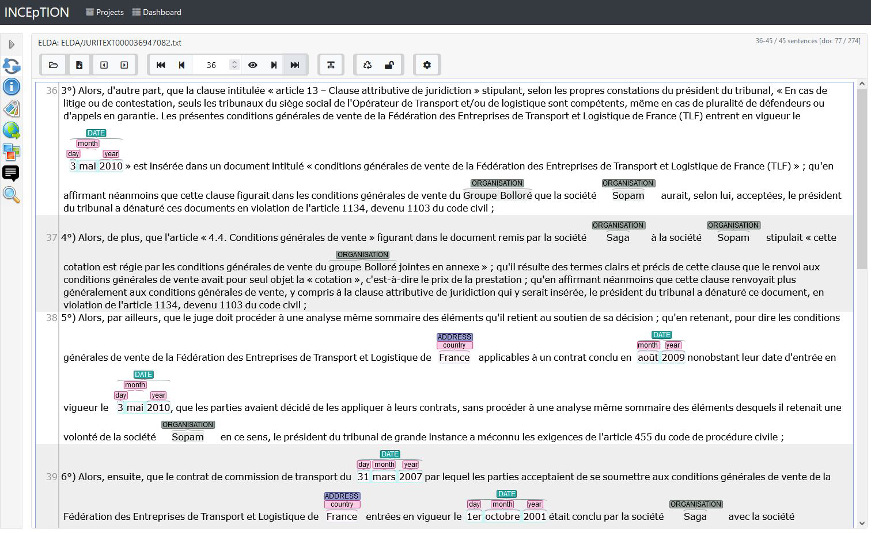 INCEpTION Projects Dashboard
ELDA: ELDA/JURITEXT000036947082.txt 36-45 / 45 sentences [doc 77 / 274]
36
36 3°) Alors, d'autre part, que la clause intitulée « article 13 – Clause attributive de juridiction » stipulant, selon les propres constations du président du tribunal, « En cas de
litige ou de contestation, seuls les tribunaux du siège social de l'Opérateur de Transport et/ou de logistique sont compétents, même en cas de pluralité de défendeurs ou
d'appels en garantie. Les présentes conditions générales de vente de la Fédération des Entreprises de Transport et Logistique de France (TLF) entrent en vigueur le
DATE
month
day year
3 mai 2010 » est insérée dans un document intitulé « conditions générales de vente de la Fédération des Entreprises de Transport et Logistique de France (TLF) » ; qu'en
ORGANISATION ORGANISATION
affirmant néanmoins que cette clause figurait dans les conditions générales de vente du Groupe Bolloré que la société Sopam aurait, selon lui, acceptées, le président
du tribunal a dénaturé ces documents en violation de l'article 1134, devenu 1103 du code civil ;
ORGANISATION ORGANISATION
37 4°) Alors, de plus, que l'article « 4.4. Conditions générales de vente » figurant dans le document remis par la société Saga à la société Sopam stipulait « cette
ORGANISATION
cotation est régie par les conditions générales de vente du groupe Bolloré jointes en annexe » ; qu'il résulte des termes clairs et précis de cette clause que le renvoi aux
conditions générales de vente avait pour seul objet la « cotation », c'est-à-dire le prix de la prestation ; qu'en affirmant néanmoins que cette clause renvoyait plus
généralement aux conditions générales de vente, y compris à la clause attributive de juridiction qui y serait insérée, le président du tribunal a dénaturé ce document, en
violation de l'article 1134, devenu 1103 du code civil ;
38 5°) Alors, par ailleurs, que le juge doit procéder à une analyse même sommaire des éléments qu'il retient au soutien de sa décision ; qu'en retenant, pour dire les conditions
ADDRESS DATE
country month year
générales de vente de la Fédération des Entreprises de Transport et Logistique de France applicables à un contrat conclu en août 2009 nonobstant leur date d'entrée en
DATE
month
day year
vigueur le 3 mai 2010, que les parties avaient décidé de les appliquer à leurs contrats, sans procéder à une analyse même sommaire des éléments desquels il retenait une
ORGANISATION
volonté de la société Sopam en ce sens, le président du tribunal de grande instance a méconnu les exigences de l'article 455 du code de procédure civile ;
DATE
day month year
39 6°) Alors, ensuite, que le contrat de commission de transport du 31 mars 2007 par lequel les parties acceptaient de se soumettre aux conditions générales de vente de la
ADDRESS DATE
country day month year ORGANISATION
Fédération des Entreprises de Transport et Logistique de France entrées en vigueur le 1er octobre 2001 était conclu par la société Saga avec la société